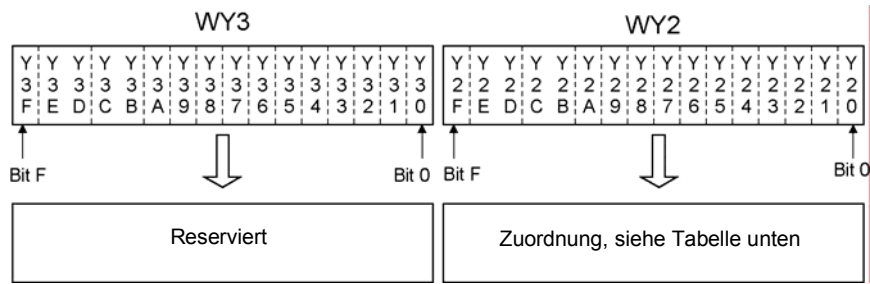 WY3 WY2
Y3F Y3E Y3D Y3C Y3B Y3A Y39 Y38 Y37 Y36 Y35 Y34 Y33 Y32 Y31 Y30 Y2F Y2E Y2D Y2C Y2B Y2A Y29 Y28 Y27 Y26 Y25 Y24 Y23 Y22 Y21 Y20
Bit F Bit 0 Bit F Bit 0
Reserviert Zuordnung, siehe Tabelle unten